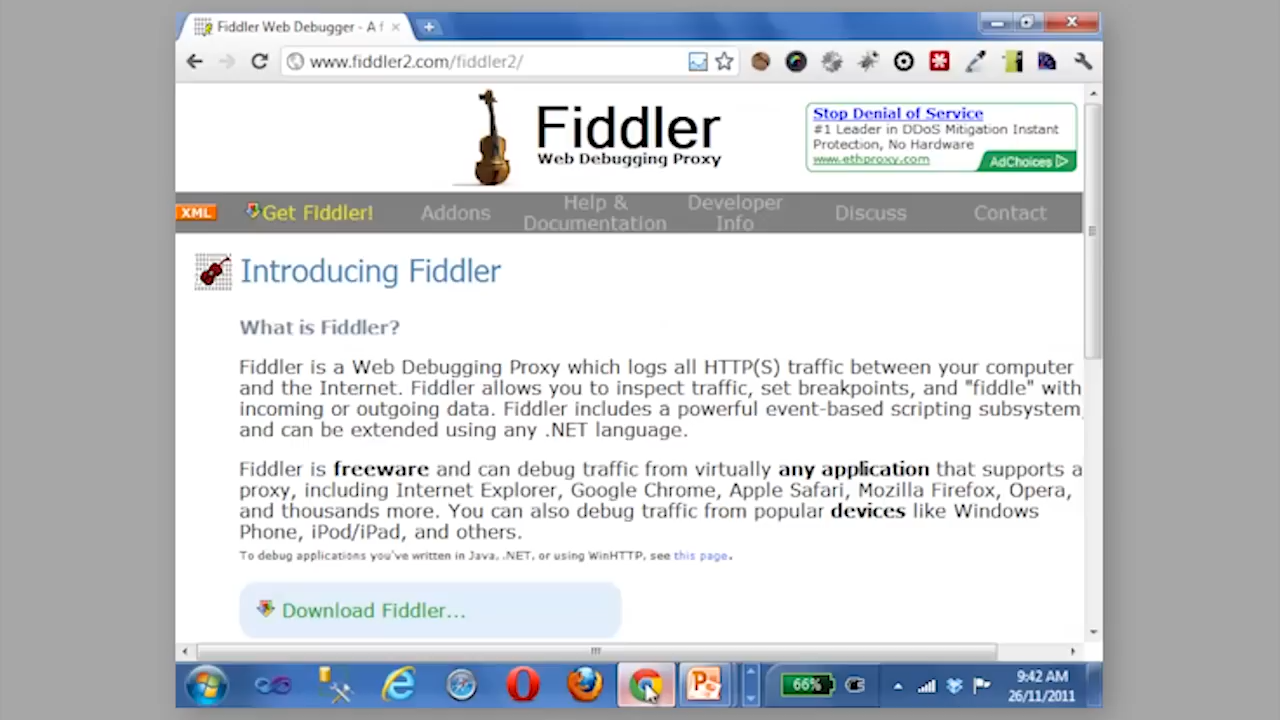 Fiddler Web Debugger - A f
www.fiddler2.com/fiddler2/
Fiddler
Web Debugging Proxy
Stop Denial of Service
#1 Leader in DDoS Mitigation Instant
Protection, No Hardware
www.ethproxy.com
AdChoices
XML
Get Fiddler!
Addons
Help &
Documentation
Developer
Info
Discuss
Contact
Introducing Fiddler
What is Fiddler?
Fiddler is a Web Debugging Proxy which logs all HTTP(S) traffic between your computer
and the Internet. Fiddler allows you to inspect traffic, set breakpoints, and "fiddle" with
incoming or outgoing data. Fiddler includes a powerful event-based scripting subsystem,
and can be extended using any .NET language.
Fiddler is freeware and can debug traffic from virtually any application that supports a
proxy, including Internet Explorer, Google Chrome, Apple Safari, Mozilla Firefox, Opera,
and thousands more. You can also debug traffic from popular devices like Windows
Phone, iPod/iPad, and others.
To debug applications you've written in Java, .NET, or using WinHTTP, see this page.
Download Fiddler...
66%
9:42 AM
26/11/2011